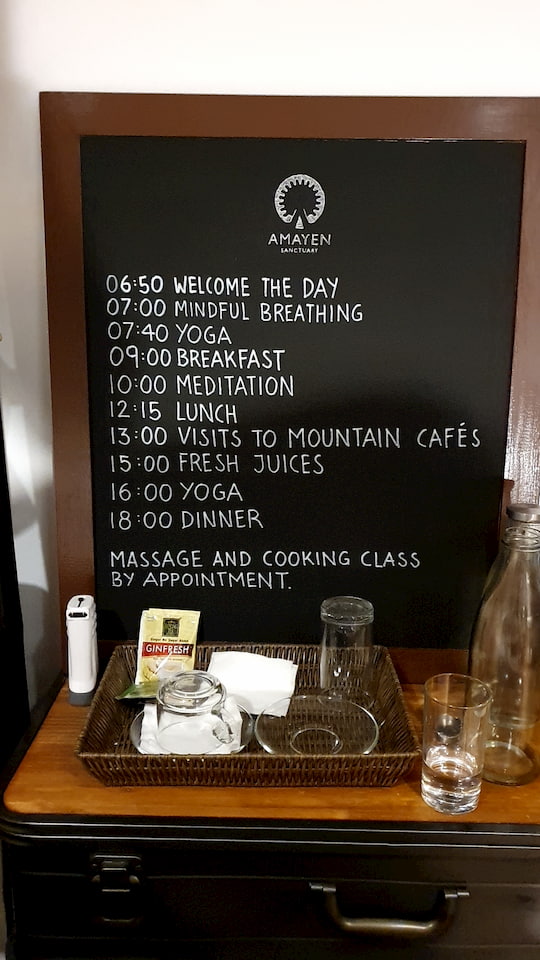 AMAYEN
SANCTUARY
06:50 WELCOME THE DAY
07:00 MINDFUL BREATHING
07:40 YOGA
09:00 BREAKFAST
10:00 MEDITATION
12:15 LUNCH
13:00 VISITS TO MOUNTAIN CAFÉS
15:00 FRESH JUICES
16:00 YOGA
18:00 DINNER
MASSAGE AND COOKING CLASS
BY APPOINTMENT.
GINFRESH